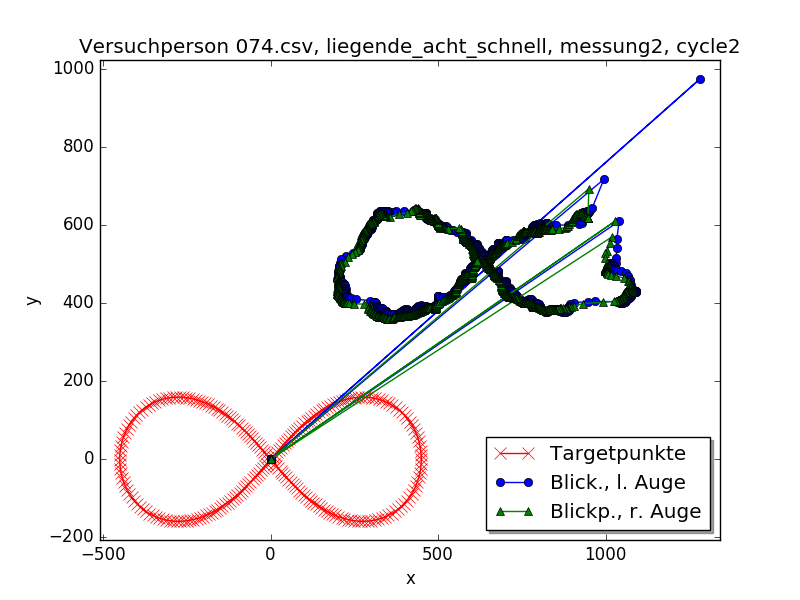 Versuchperson 074.csv, liegende_acht_schnell, messung2, cycle2
1000
800
600
400
200
0
−200
y
−500
0
500
1000
x
Targetpunkte
Blick., l. Auge
Blickp., r. Auge